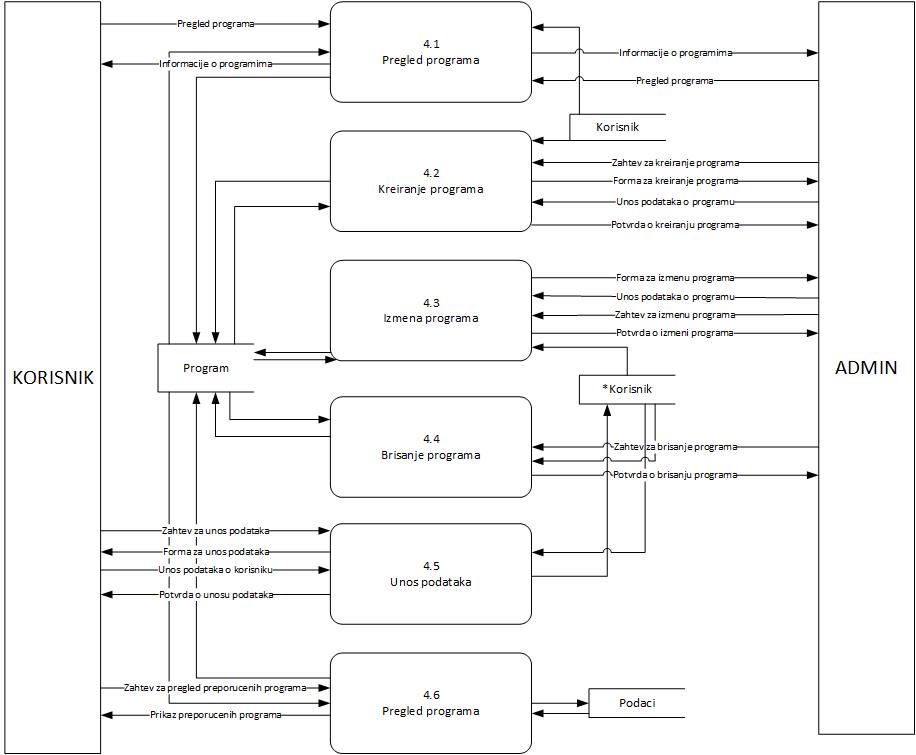 KORISNIK
ADMIN
Pregled programa
4.1
Pregled programa
Informacije o programima
Informacije o programima
Pregled programa
Korisnik
4.2
Kreiranje programa
Zahtev za kreiranje programa
Forma za kreiranje programa
Unos podataka o programu
Potvrda o kreiranju programa
4.3
Izmena programa
Forma za izmenu programa
Unos podataka o programu
Zahtev za izmenu programa
Potvrda o izmeni programa
Program
*Korisnik
4.4
Brisanje programa
Zahtev za brisanje programa
Potvrda o brisanju programa
Zahtev za unos podataka
Forma za unos podataka
Unos podataka o korisniku
Potvrda o unosu podataka
4.5
Unos podataka
Zahtev za pregled preporucenih programa
Prikaz preporucenih programa
4.6
Pregled programa
Podaci